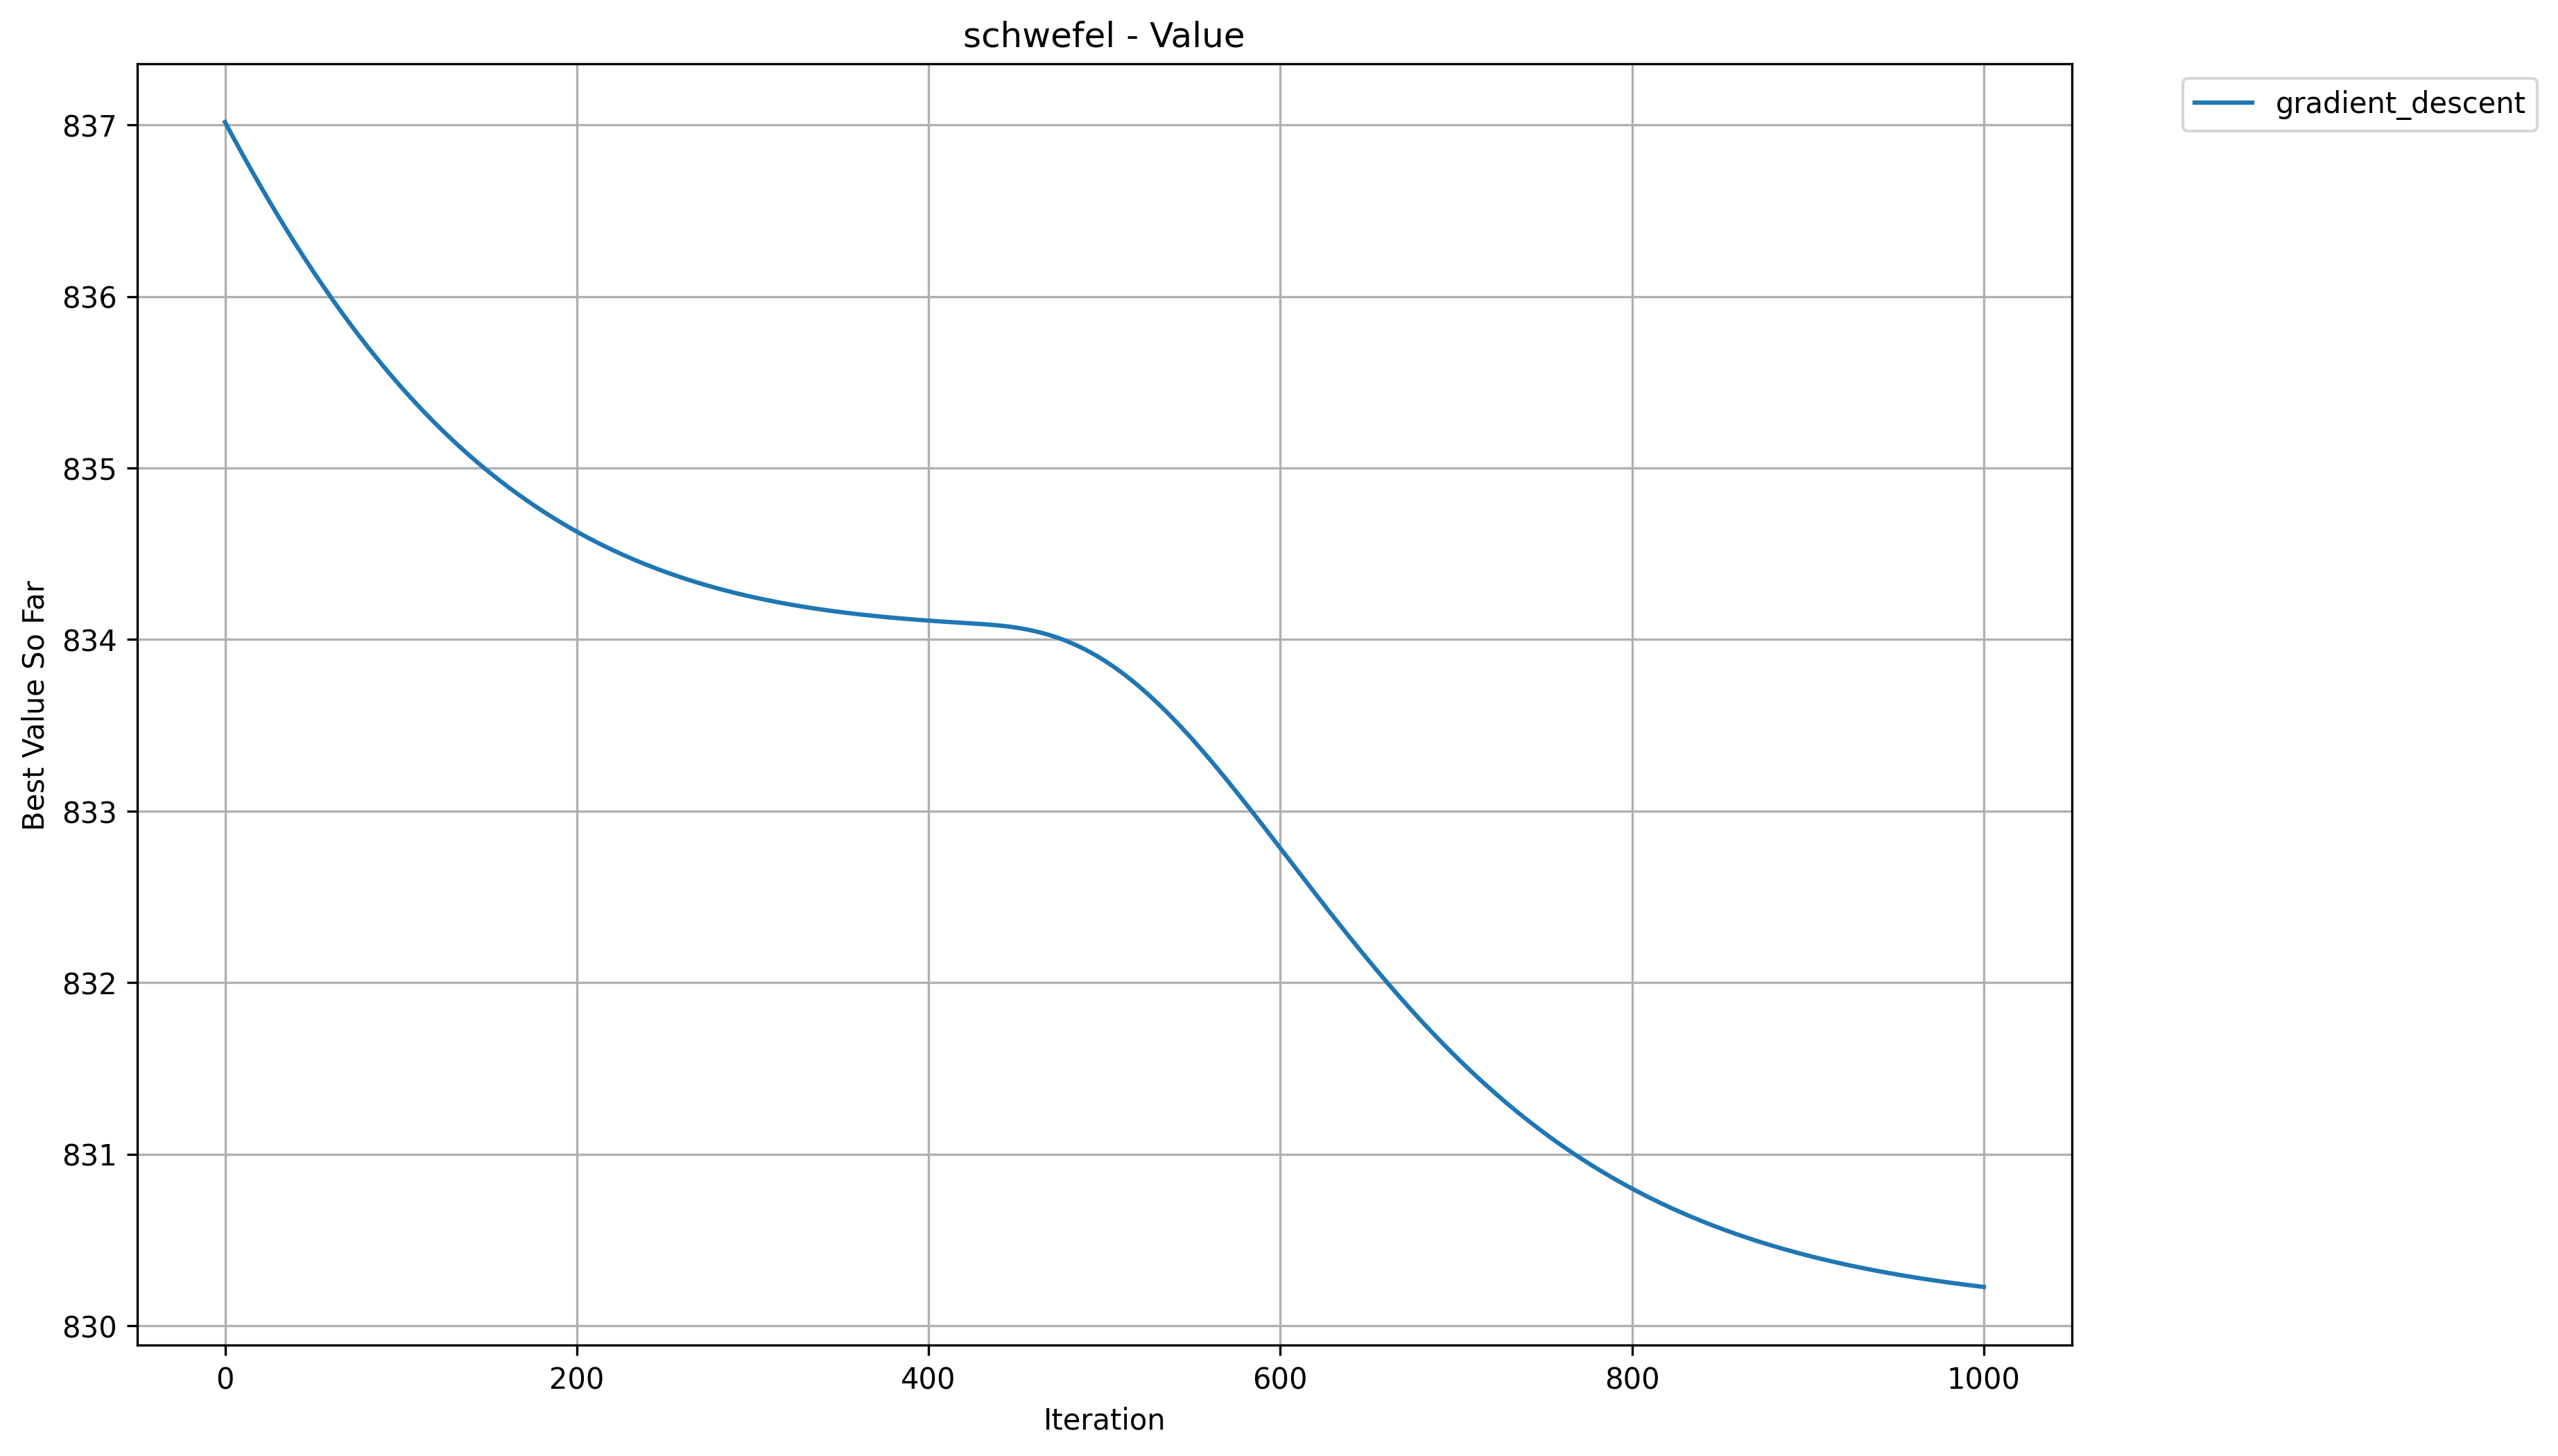 schwefel - Value
gradient_descent
Best Value So Far
837
836
835
834
833
832
831
830
0 200 400 600 800 1000
Iteration